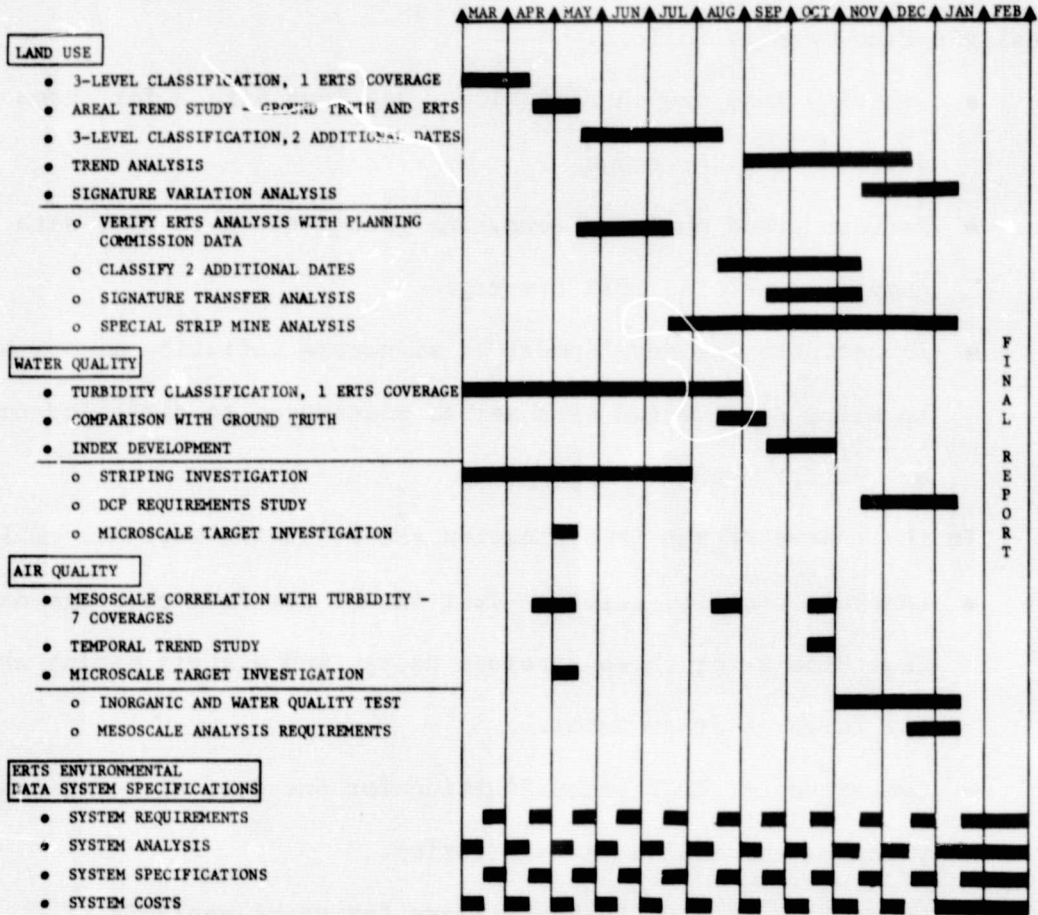 MAR APR MAY JUN JUL AUG SEP OCT NOV DEC JAN FEB
LAND USE
• 3-LEVEL CLASSIFICATION, 1 ERTS COVERAGE
• AREAL TREND STUDY - GROUND TRUTH AND ERTS
• 3-LEVEL CLASSIFICATION, 2 ADDITIONAL DATES
• TREND ANALYSIS
• SIGNATURE VARIATION ANALYSIS
o VERIFY ERTS ANALYSIS WITH PLANNING
COMMISSION DATA
o CLASSIFY 2 ADDITIONAL DATES
o SIGNATURE TRANSFER ANALYSIS
o SPECIAL STRIP MINE ANALYSIS
WATER QUALITY
• TURBIDITY CLASSIFICATION, 1 ERTS COVERAGE
• COMPARISON WITH GROUND TRUTH
• INDEX DEVELOPMENT
o STRIPING INVESTIGATION
o DCP REQUIREMENTS STUDY
o MICROSCALE TARGET INVESTIGATION
AIR QUALITY
• MESOSCALE CORRELATION WITH TURBIDITY -
7 COVERAGES
• TEMPORAL TREND STUDY
• MICROSCALE TARGET INVESTIGATION
o INORGANIC AND WATER QUALITY TEST
o MESOSCALE ANALYSIS REQUIREMENTS
ERTS ENVIRONMENTAL
DATA SYSTEM SPECIFICATIONS
• SYSTEM REQUIREMENTS
• SYSTEM ANALYSIS
• SYSTEM SPECIFICATIONS
• SYSTEM COSTS
FINAL REPORT